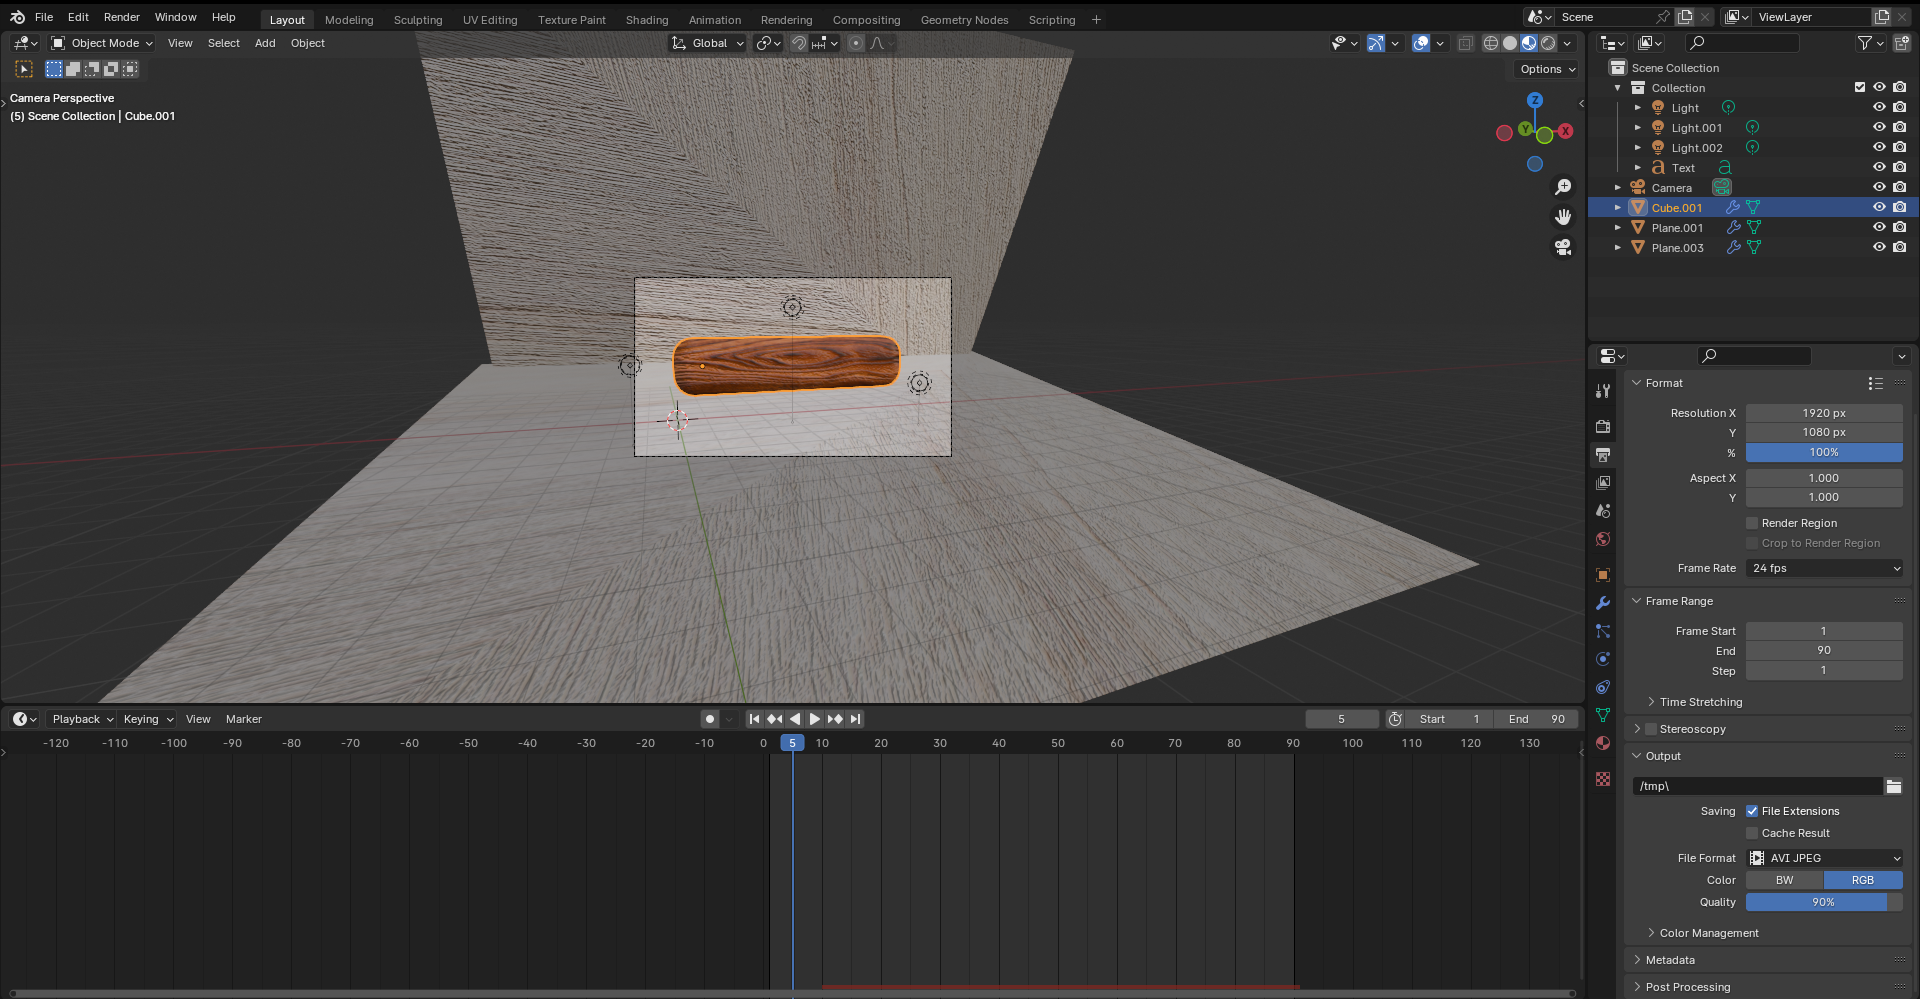 File Edit Render Window Help Layout Modeling Sculpting UV Editing Texture Paint Shading Animation Rendering Compositing Geometry Nodes Scripting + Scene ViewLayer
Object Mode View Select Add Object Global
Options
Camera Perspective
(5) Scene Collection | Cube.001
Z
Y
X
Scene Collection
Collection
Light
Light.001
Light.002
Text
Camera
Cube.001
Plane.001
Plane.003
Format
Resolution X 1920 px
Y 1080 px
% 100%
Aspect X 1.000
Y 1.000
Render Region
Crop to Render Region
Frame Rate 24 fps
Frame Range
Frame Start 1
End 90
Step 1
Time Stretching
Stereoscopy
Output
/tmp\
Saving File Extensions
Cache Result
File Format AVI JPEG
Color BW RGB
Quality 90%
Color Management
Metadata
Post Processing
Playback Keying View Marker 5 Start 1 End 90
-120 -110 -100 -90 -80 -70 -60 -50 -40 -30 -20 -10 0 5 10 20 30 40 50 60 70 80 90 100 110 120 130